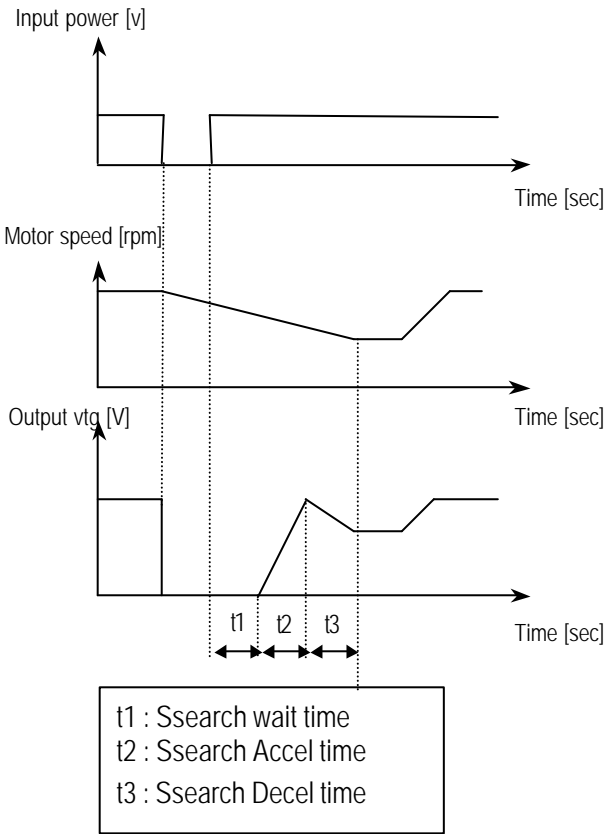 Input power [v]
Time [sec]
Motor speed [rpm]
Time [sec]
Output vtg [V]
t1 t2 t3
Time [sec]
t1 : Ssearch wait time
t2 : Ssearch Accel time
t3 : Ssearch Decel time